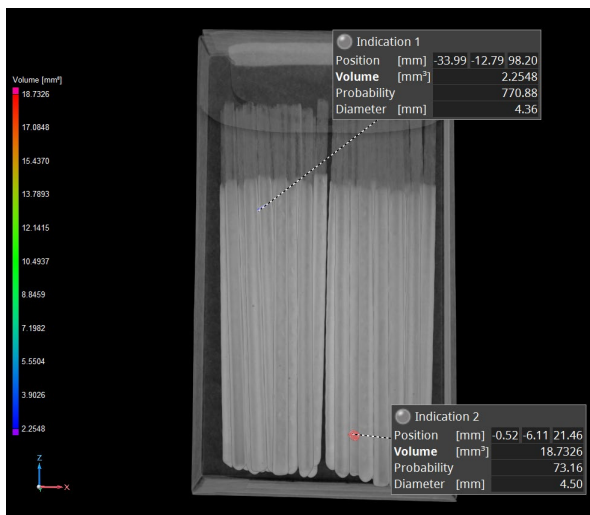 Indication 1
Position [mm] -33.99 -12.79 98.20
Volume [mm³] 2.2548
Probability 770.88
Diameter [mm] 4.36
Volume [mm³]
18.7326
17.0848
15.4370
13.7893
12.1415
10.4937
8.8459
7.1982
5.5504
3.9026
2.2548
Indication 2
Position [mm] -0.52 -6.11 21.46
Volume [mm³] 18.7326
Probability 73.16
Diameter [mm] 4.50
Z
X